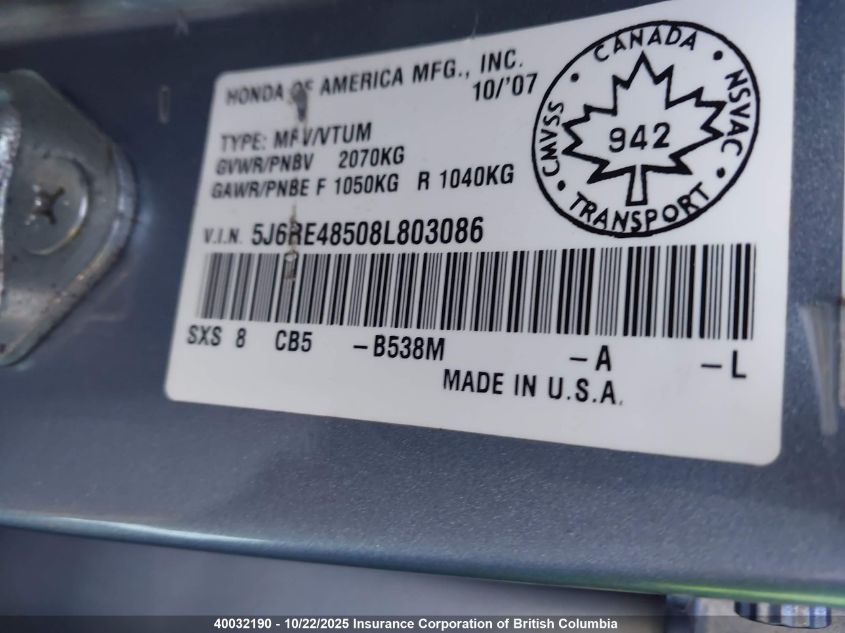 HONDA OF AMERICA MFG., INC.
10/'07
TYPE: MPV/VTUM
GVWR/PNBV 2070KG
GAWR/PNBE F 1050KG R 1040KG
V.I.N. 5J6RE48508L803086
SXS 8 CB5 -B538M -A -L
MADE IN U.S.A.
CANADA
CMVSS
942
NSVAC
TRANSPORT
40032190 - 10/22/2025 Insurance Corporation of British Columbia